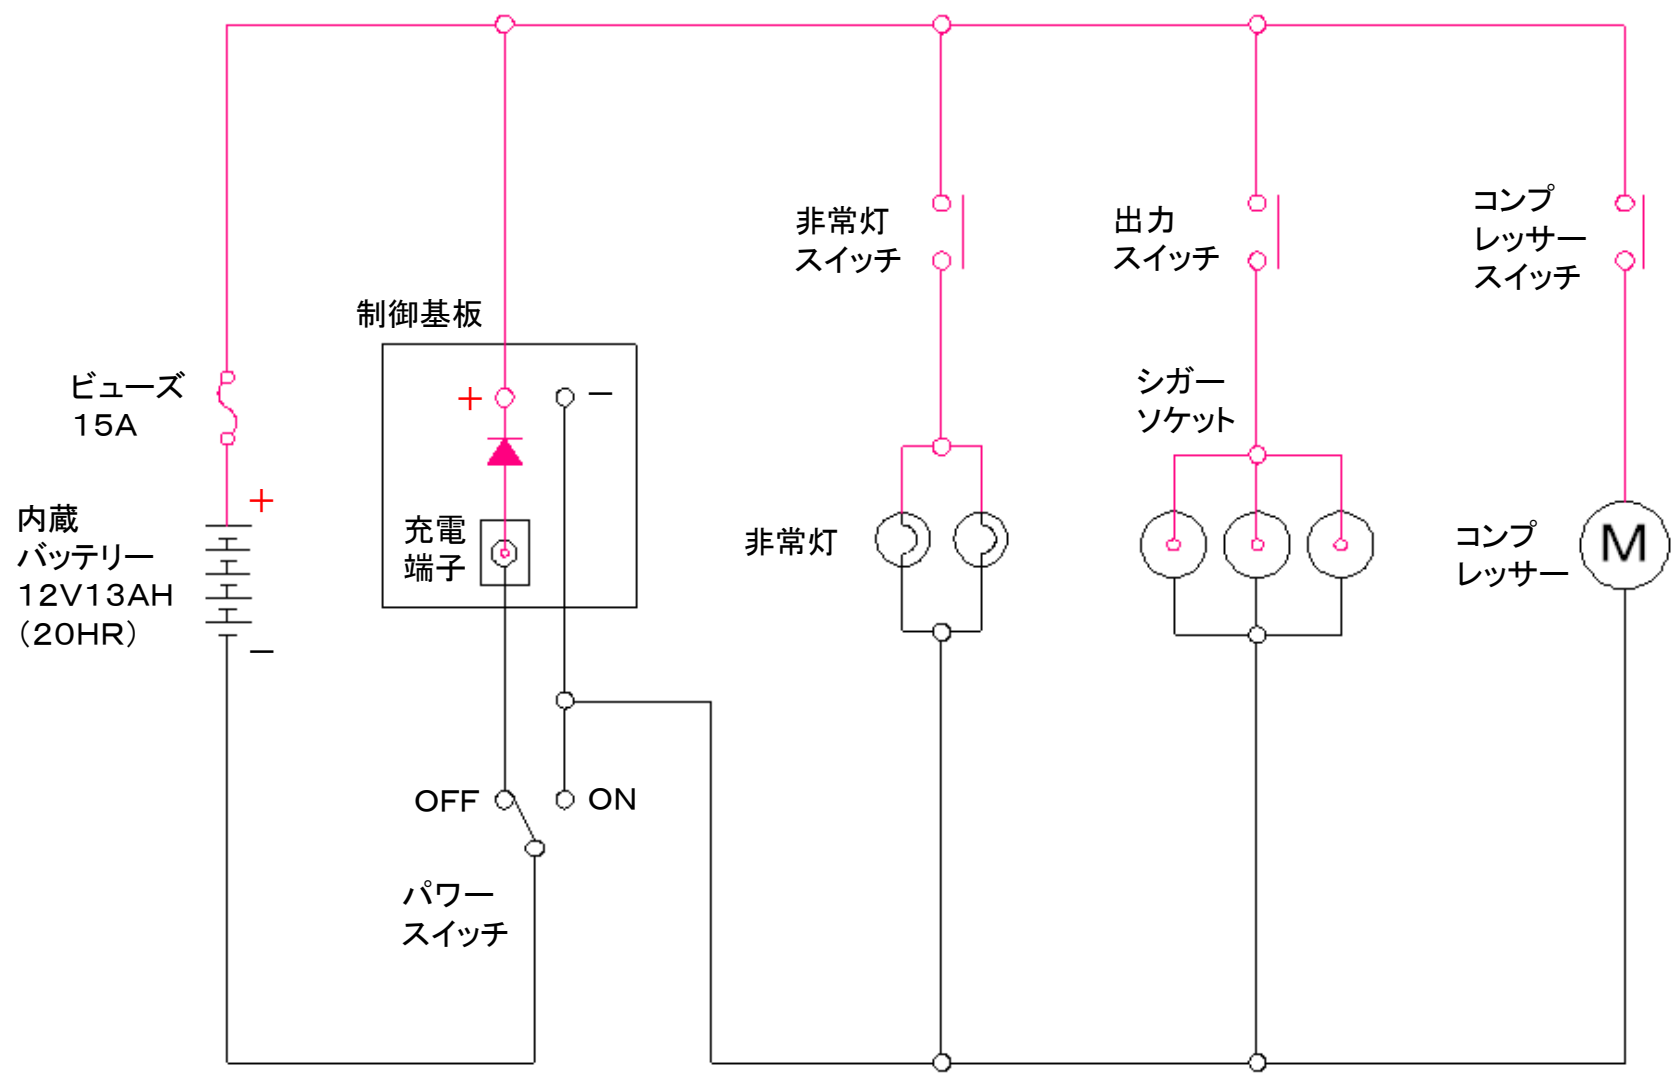 非常灯
スイッチ
出力
スイッチ
コンプ
レッサー
スイッチ
制御基板
ビューズ
15A
+
−
シガー
ソケット
+
内蔵
バッテリー
12V13AH
(20HR)
−
充電
端子
非常灯
コンプ
レッサー
M
OFF
ON
パワー
スイッチ